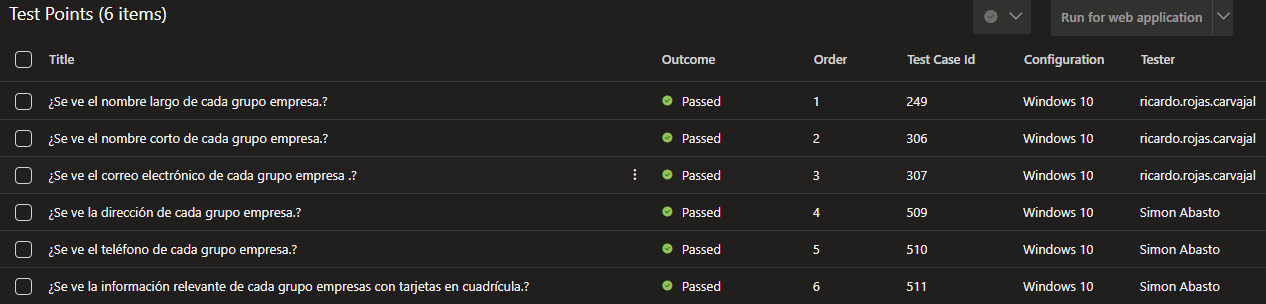 Test Points (6 items)
Run for web application
Title Outcome Order Test Case Id Configuration Tester
¿Se ve el nombre largo de cada grupo empresa.? Passed 1 249 Windows 10 ricardo.rojas.carvajal
¿Se ve el nombre corto de cada grupo empresa.? Passed 2 306 Windows 10 ricardo.rojas.carvajal
¿Se ve el correo electrónico de cada grupo empresa .? Passed 3 307 Windows 10 ricardo.rojas.carvajal
¿Se ve la dirección de cada grupo empresa.? Passed 4 509 Windows 10 Simon Abasto
¿Se ve el teléfono de cada grupo empresa.? Passed 5 510 Windows 10 Simon Abasto
¿Se ve la información relevante de cada grupo empresas con tarjetas en cuadrícula.? Passed 6 511 Windows 10 Simon Abasto